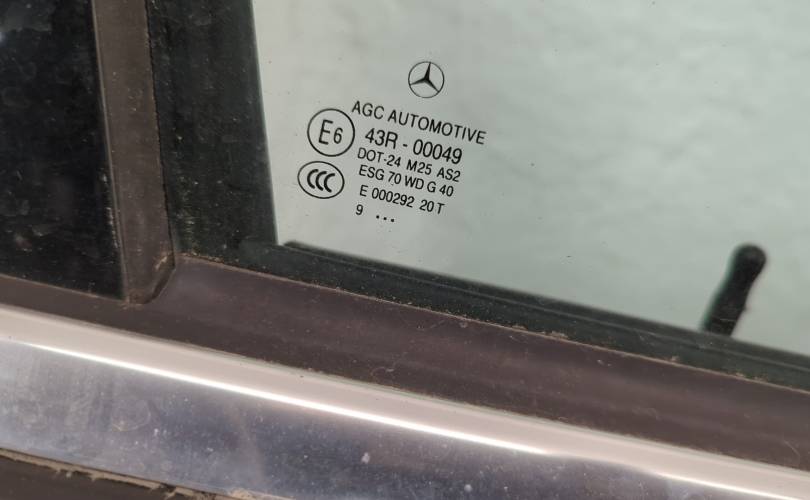 AGC AUTOMOTIVE
E6
43R - 00049
DOT-24 M25 AS2
CCC
ESG 70 WD G 40
E 000292 20T
9 ...